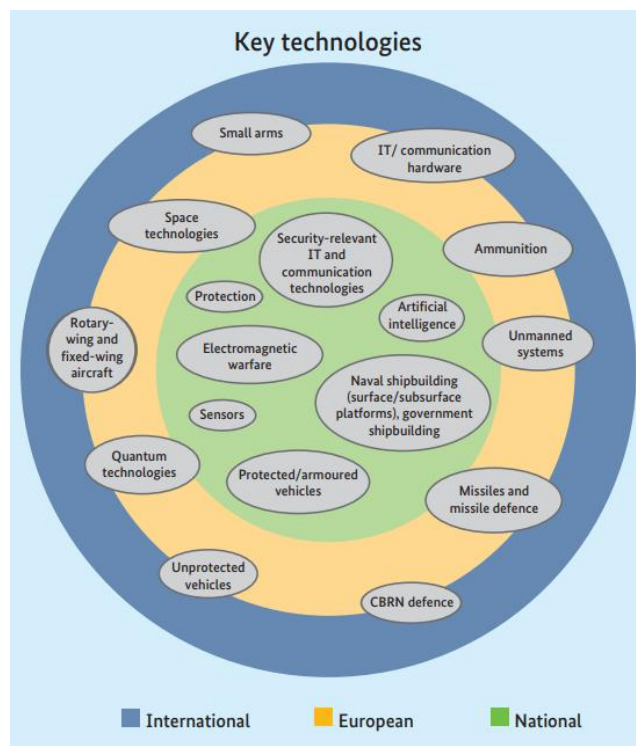 Key technologies
Small arms
IT/ communication
hardware
Space
technologies
Security-relevant
IT and
communication
technologies
Ammunition
Protection
Artificial
intelligence
Rotary-
wing and
fixed-wing
aircraft
Electromagnetic
warfare
Unmanned
systems
Naval shipbuilding
(surface/subsurface
platforms), government
shipbuilding
Sensors
Quantum
technologies
Protected/armoured
vehicles
Missiles and
missile defence
Unprotected
vehicles
CBRN defence
International
European
National